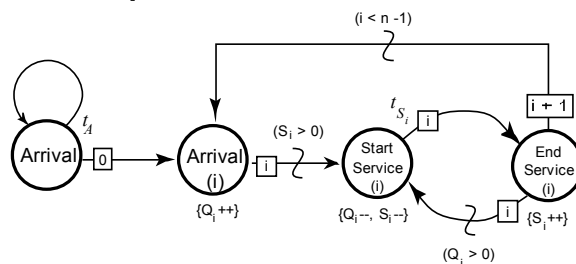 (i < n -1)
t_A
Arrival
0
Arrival
(i)
{Q_i ++}
i
(S_i > 0)
Start
Service
(i)
{Q_i --, S_i --}
t_{S_i}
i
i + 1
End
Service
(i)
{S_i ++}
i
(Q_i > 0)